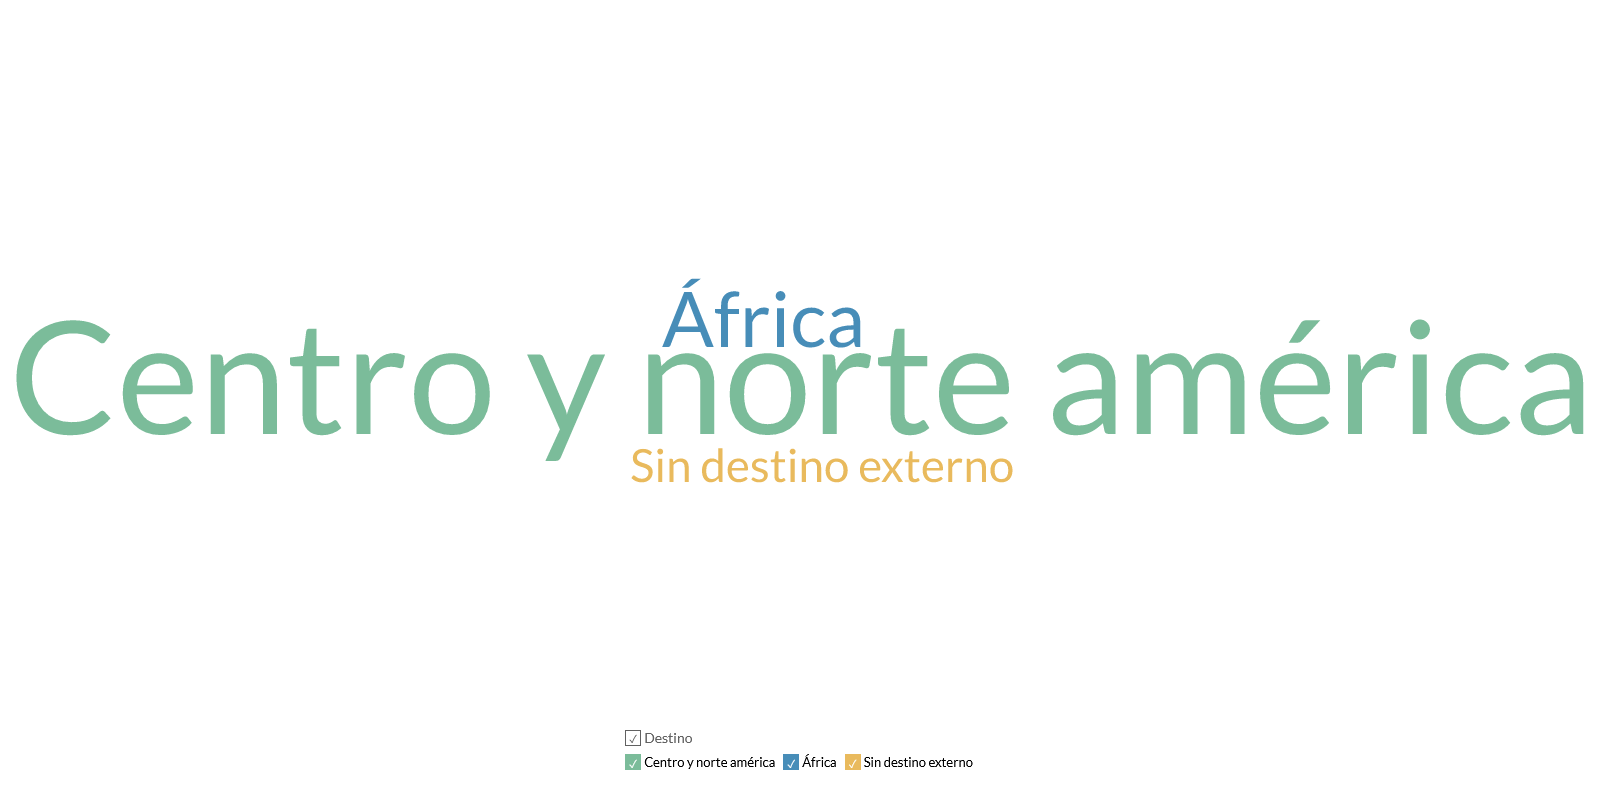 África
Centro y norte américa
Sin destino externo
Destino
Centro y norte américa África Sin destino externo